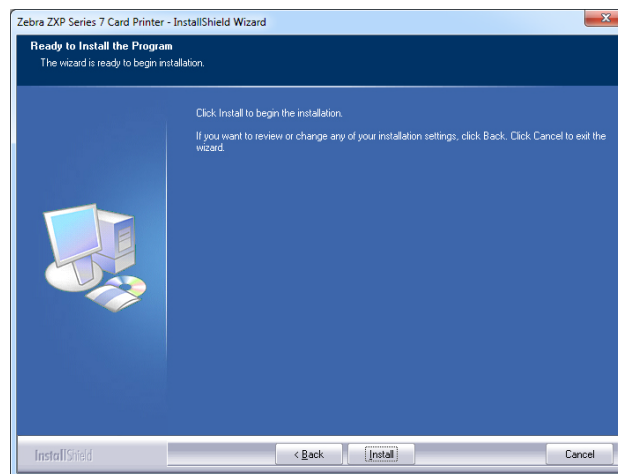 Zebra ZXP Series 7 Card Printer - InstallShield Wizard
Ready to Install the Program
The wizard is ready to begin installation.
Click Install to begin the installation.
If you want to review or change any of your installation settings, click Back. Click Cancel to exit the
wizard.
InstallShield
< Back
Install
Cancel